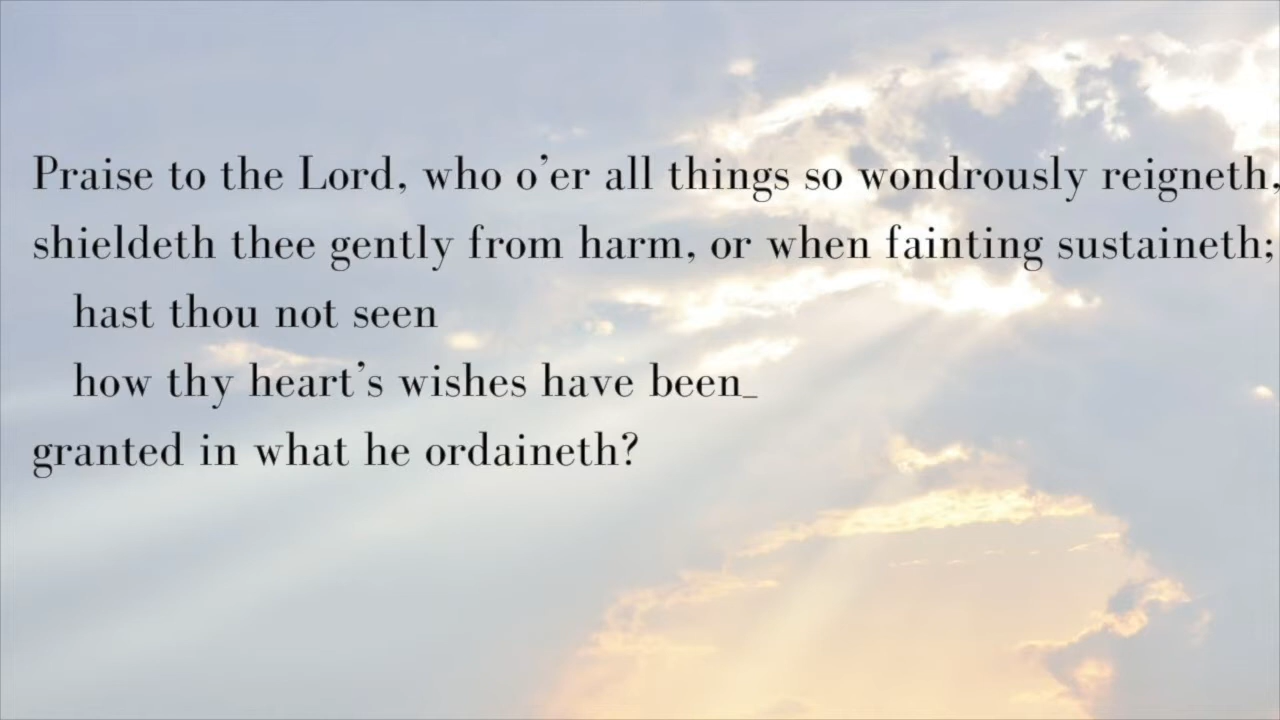 Praise to the Lord, who o’er all things so wondrously reigneth,
shieldeth thee gently from harm, or when fainting sustaineth;
hast thou not seen
how thy heart’s wishes have been_
granted in what he ordaineth?